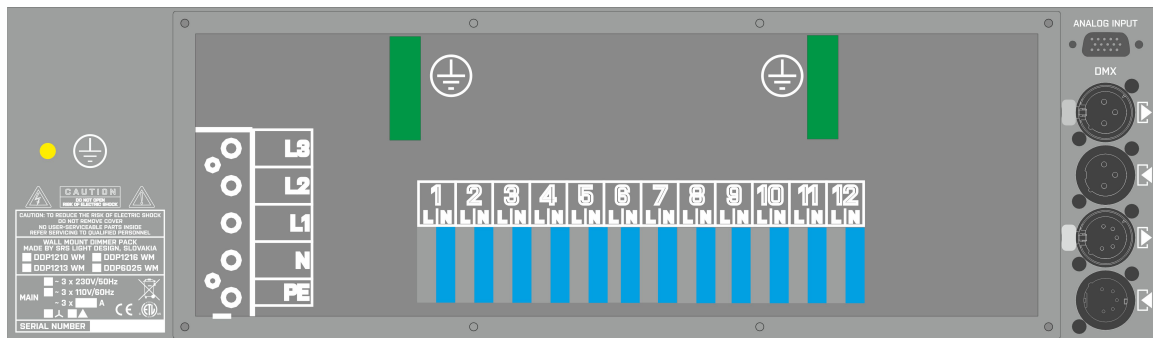 ANALOG INPUT
DMX
L3
L2
L1
N
PE
1 2 3 4 5 6 7 8 9 10 11 12
L N L N L N L N L N L N L N L N L N L N L N L N
CAUTION
DO NOT OPEN
RISK OF ELECTRIC SHOCK
CAUTION: TO REDUCE THE RISK OF ELECTRIC SHOCK
DO NOT REMOVE COVER
NO USER-SERVICEABLE PARTS INSIDE
REFER SERVICING TO QUALIFIED PERSONNEL
WALL MOUNT DIMMER PACK
MADE BY SRS LIGHT DESIGN, SLOVAKIA
DDP1210 WM DDP1216 WM
DDP1213 WM DDP6025 WM
MAIN
~ 3 x 230V/50Hz
~ 3 x 110V/60Hz
~ 3 x A
CE ETL
SERIAL NUMBER